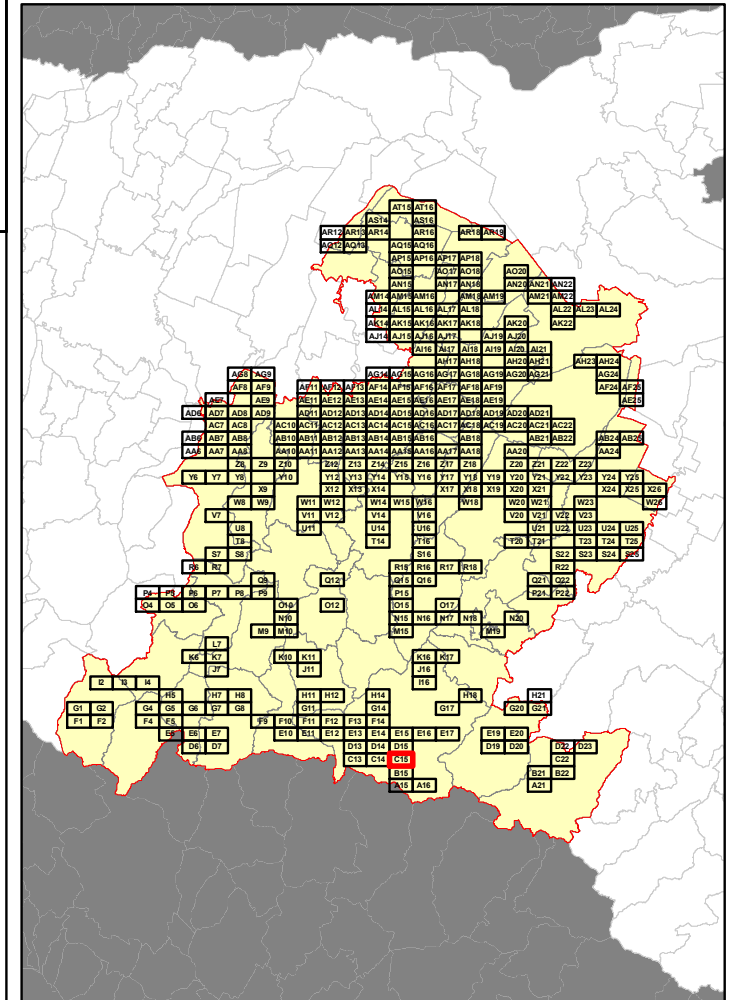 AT15 AT16
AS14 AS16
AR12 AR13 AR14 AR16 AR18 AR19
AQ12 AQ13 AQ15 AQ16
AP15 AP16 AP17 AP18
AO15 AO17 AO18 AO20
AN15 AN17 AN18 AN20 AN21 AN22
AM14 AM15 AM16 AM18 AM19 AM21 AM22
AL14 AL15 AL16 AL17 AL18 AL22 AL23 AL24
AK14 AK15 AK16 AK17 AK18 AK20 AK22
AJ14 AJ15 AJ16 AJ17 AJ19 AJ20
AI16 AI17 AI18 AI19 AI20 AI21
AH17 AH18 AH20 AH21 AH23 AH24
AG8 AG9 AG14 AG15 AG16 AG17 AG18 AG19 AG20 AG21 AG24
AF8 AF9 AF11 AF12 AF13 AF14 AF15 AF16 AF17 AF18 AF19 AF24 AF25
AE7 AE9 AE11 AE12 AE13 AE14 AE15 AE16 AE17 AE18 AE19 AE25
AD6 AD7 AD8 AD9 AD11 AD12 AD13 AD14 AD15 AD16 AD17 AD18 AD19 AD20 AD21
AC7 AC8 AC10 AC11 AC12 AC13 AC14 AC15 AC16 AC17 AC18 AC19 AC20 AC21 AC22
AB6 AB7 AB8 AB10 AB11 AB12 AB13 AB14 AB15 AB16 AB18 AB21 AB22 AB24 AB25
AA6 AA7 AA8 AA10 AA11 AA12 AA13 AA14 AA15 AA16 AA18 AA20 AA24
Z8 Z9 Z10 Z12 Z13 Z14 Z15 Z16 Z17 Z18 Z20 Z21 Z22 Z23
Y6 Y7 Y8 Y10 Y12 Y13 Y14 Y15 Y16 Y17 Y18 Y19 Y20 Y21 Y22 Y23 Y24 Y25
X9 X12 X13 X14 X17 X18 X19 X20 X21 X24 X25 X26
W8 W9 W11 W12 W14 W15 W16 W18 W20 W21 W23 W26
V7 V11 V12 V14 V16 V20 V21 V22 V23
U8 U11 U14 U16 U21 U22 U23 U24 U25
T8 T14 T16 T20 T21 T23 T24 T25
S7 S8 S16 S22 S23 S24 S25
R6 R7 R15 R16 R17 R18 R22
Q9 Q12 Q15 Q16 Q21 Q22
P4 P5 P6 P7 P8 P9 P15 P21 P22
O4 O5 O6 O10 O12 O15 O17
N10 N15 N16 N17 N18 N20
M9 M10 M15 M19
L7
K6 K7 K10 K11 K16 K17
J7 J11 J16
I2 I3 I4 I16
H5 H7 H8 H11 H12 H14 H18 H21
G1 G2 G4 G5 G6 G7 G8 G11 G14 G17 G20 G21
F1 F2 F4 F5 F9 F10 F11 F12 F13 F14
E5 E6 E7 E10 E11 E12 E13 E14 E15 E16 E17 E19 E20
D6 D7 D13 D14 D15 D19 D20 D22 D23
C13 C14 C15 C22
B15 B21 B22
A15 A16 A21